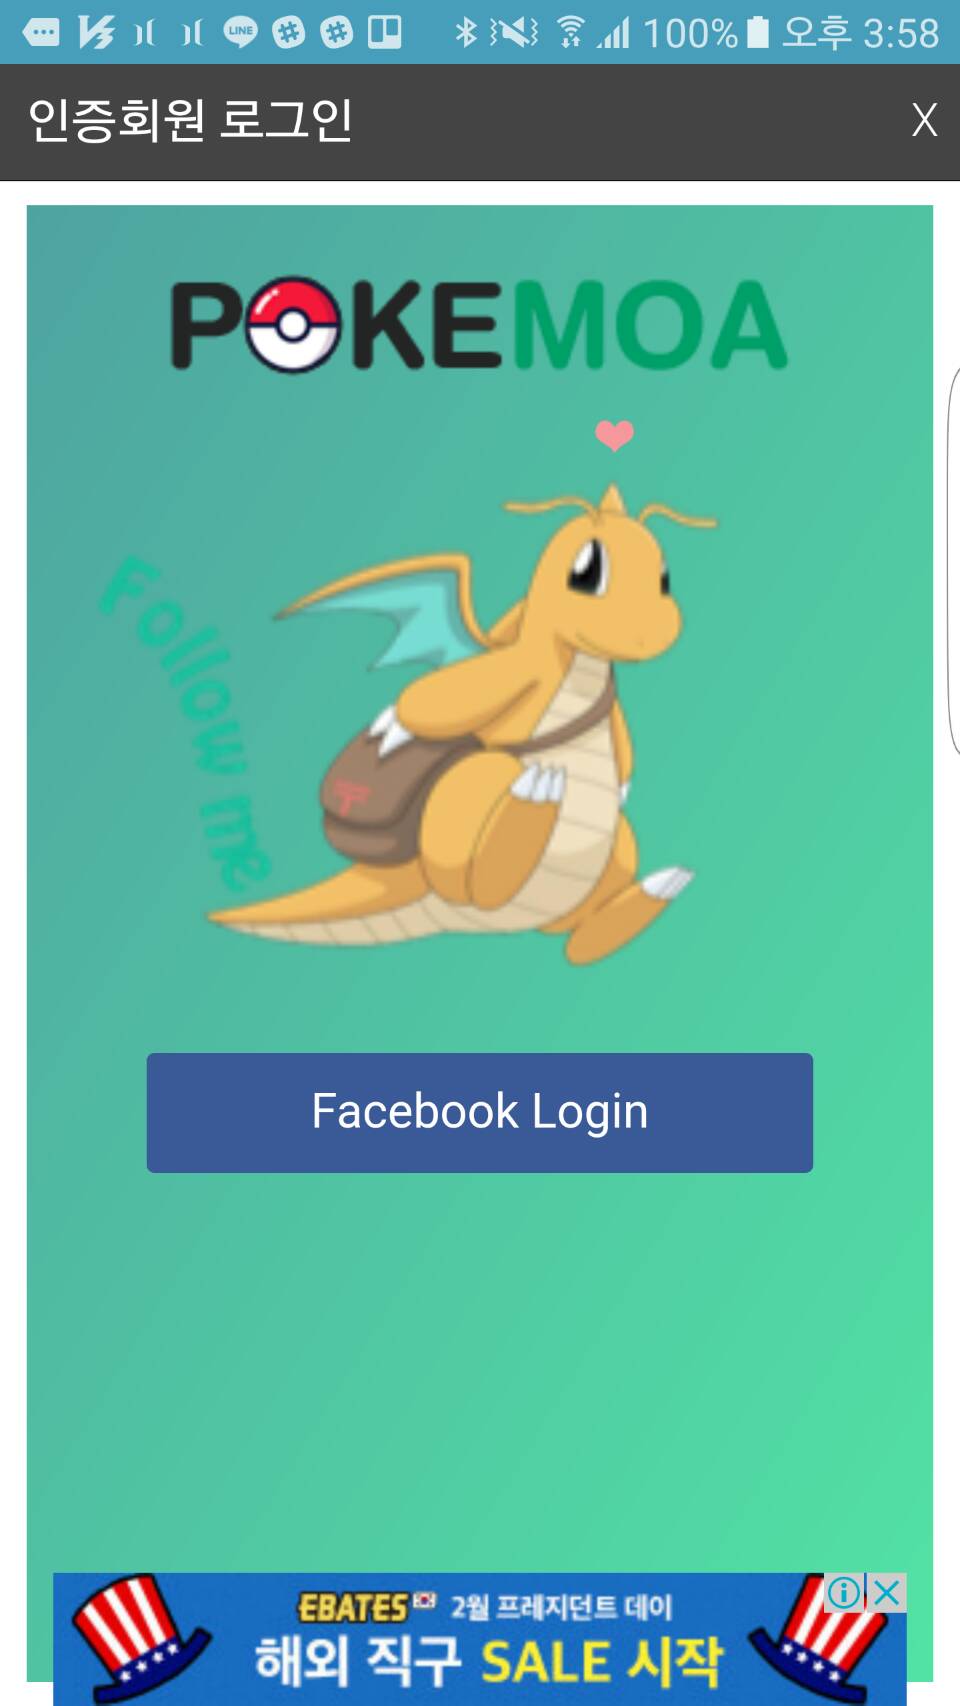 LINE 100% 오후 3:58
인증회원 로그인 X
POKEMOA
Follow me
Facebook Login
EBATES 2월 프레지던트 데이
해외 직구 SALE 시작